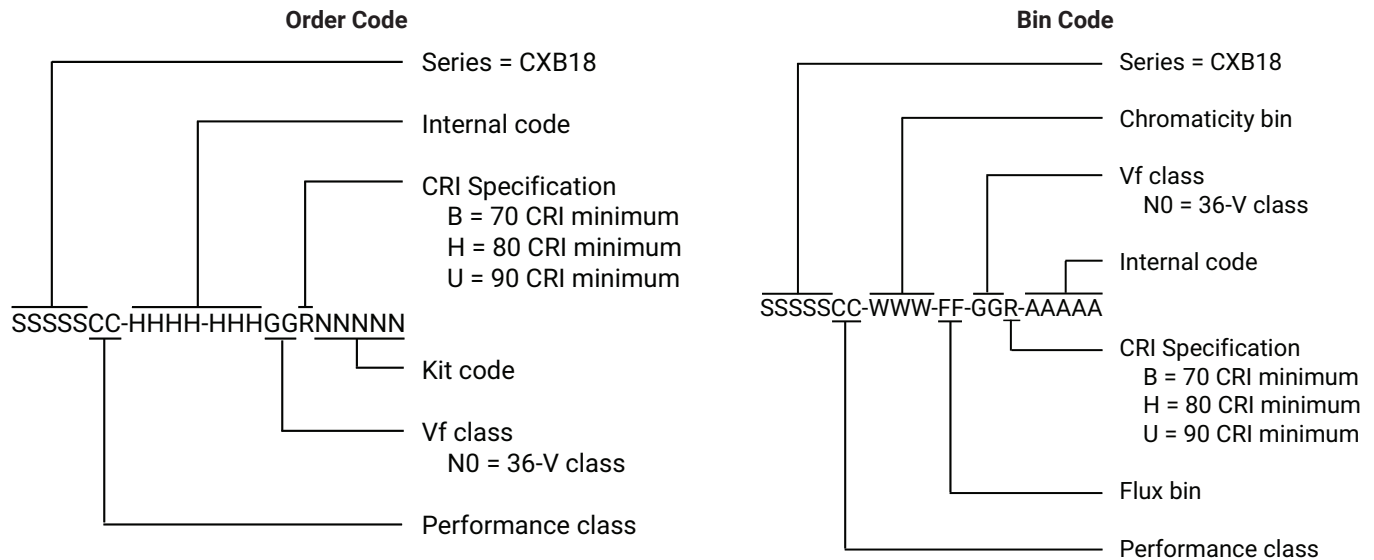 Order Code
Series = CXB18
Internal code
CRI Specification
B = 70 CRI minimum
H = 80 CRI minimum
U = 90 CRI minimum
SSSSSCC-HHHH-HHHGGRNNNNN
Kit code
Vf class
N0 = 36-V class
Performance class
Bin Code
Series = CXB18
Chromaticity bin
Vf class
N0 = 36-V class
Internal code
SSSSSCC-WWW-FF-GGR-AAAAA
CRI Specification
B = 70 CRI minimum
H = 80 CRI minimum
U = 90 CRI minimum
Flux bin
Performance class